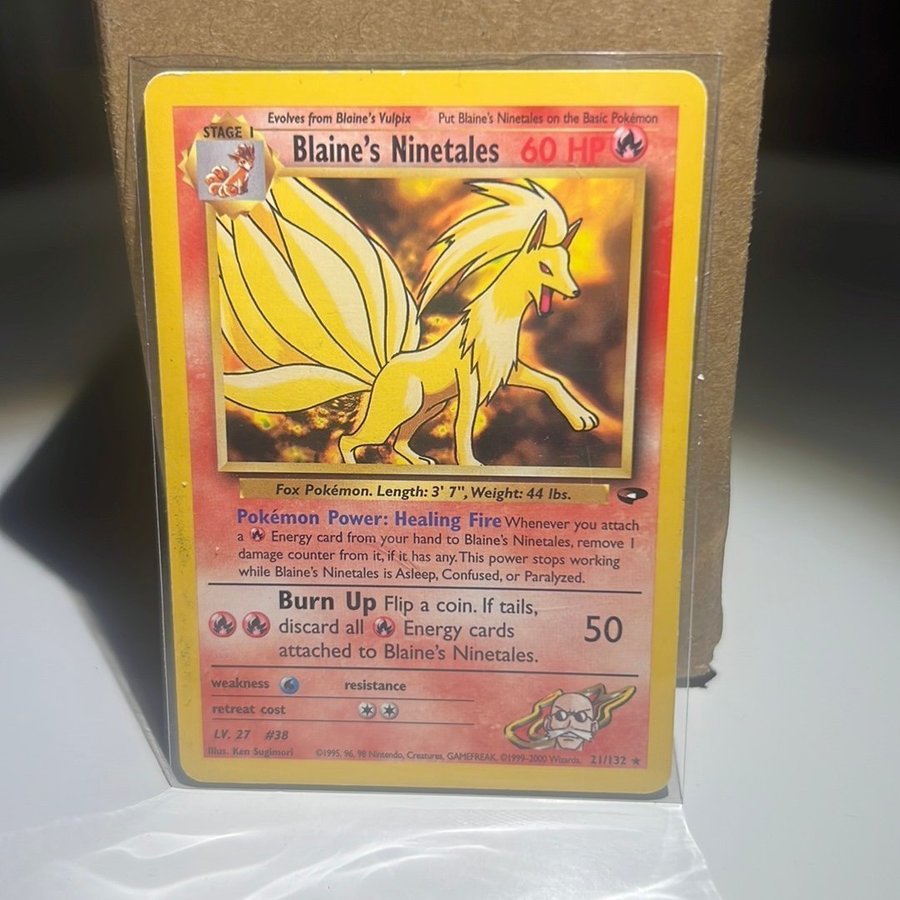 Evolves from Blaine's Vulpix Put Blaine's Ninetales on the Basic Pokémon
STAGE 1
Blaine's Ninetales 60 HP
Fox Pokémon. Length: 3' 7", Weight: 44 lbs.
Pokémon Power: Healing Fire Whenever you attach
a Energy card from your hand to Blaine's Ninetales, remove 1
damage counter from it, if it has any. This power stops working
while Blaine's Ninetales is Asleep, Confused, or Paralyzed.
Burn Up Flip a coin. If tails,
discard all Energy cards
attached to Blaine's Ninetales.
50
weakness resistance
retreat cost
LV. 27 #38
Illus. Ken Sugimori ©1995, 96, 98 Nintendo, Creatures, GAMEFREAK. ©1999-2000 Wizards. 21/132 ★